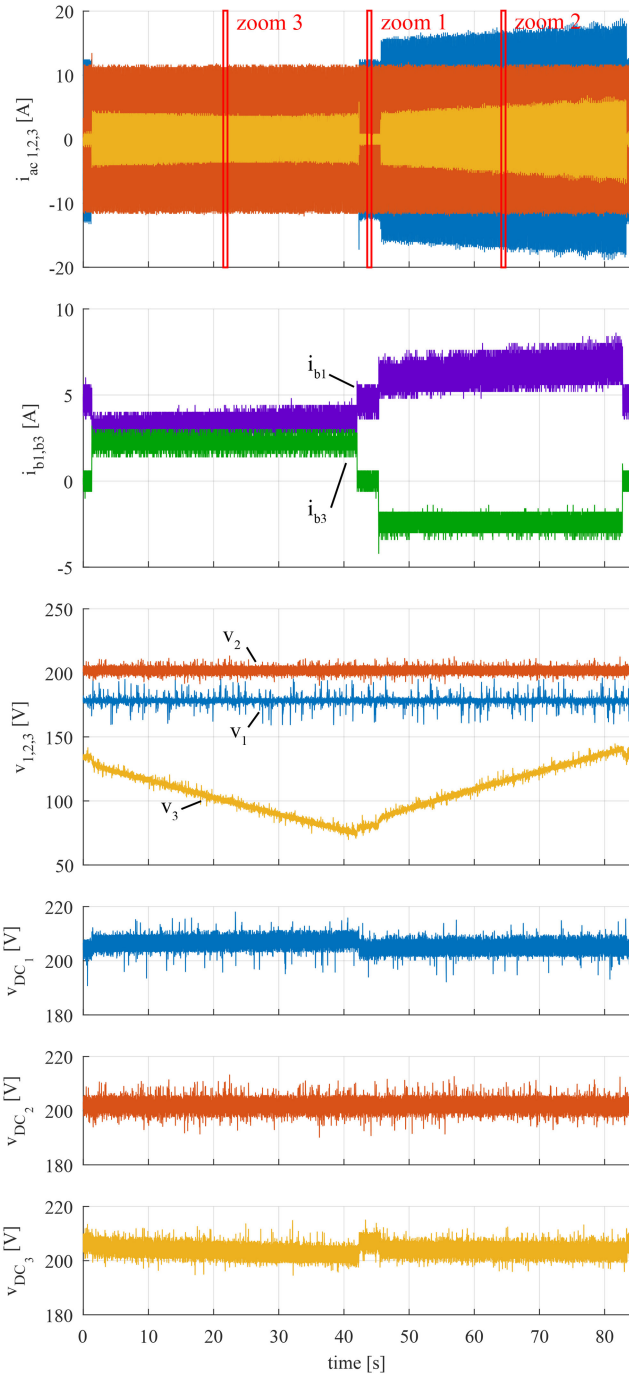 20
zoom 3
zoom 1
zoom 2
10
0
-10
-20
i_ac 1,2,3 [A]
10
i_b1
5
0
i_b3
-5
i_b1,b3 [A]
250
v_2
200
v_1
150
100
v_3
50
v_1,2,3 [V]
220
200
180
v_DC_1 [V]
220
200
180
v_DC_2 [V]
220
200
180
v_DC_3 [V]
0 10 20 30 40 50 60 70 80
time [s]